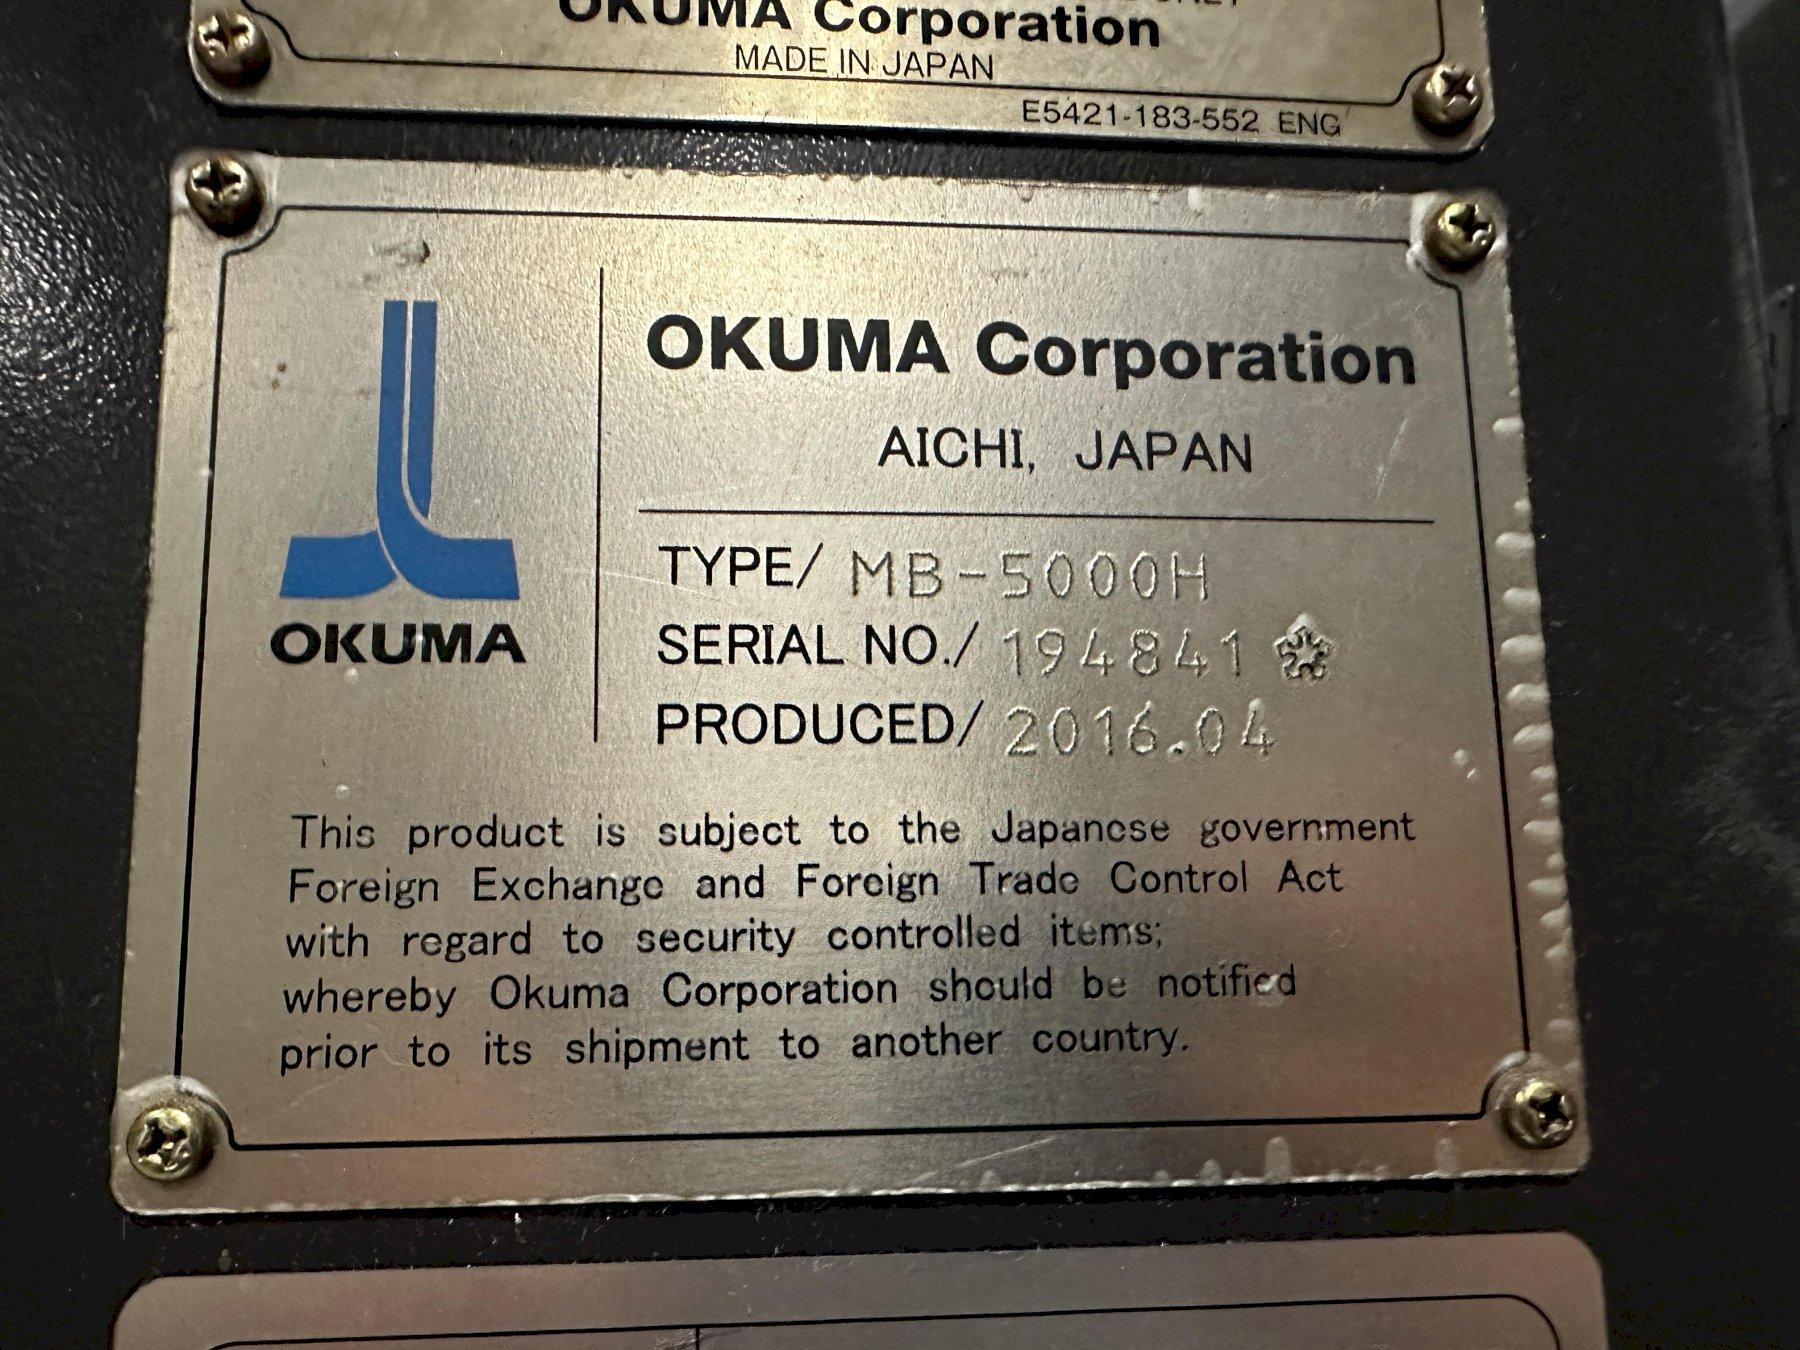 OKUMA Corporation
MADE IN JAPAN
E5421-183-552 ENG
OKUMA Corporation
AICHI, JAPAN
OKUMA
TYPE/ MB-5000H
SERIAL NO./ 194841
PRODUCED/ 2016.04
This product is subject to the Japanese government
Foreign Exchange and Foreign Trade Control Act
with regard to security controlled items;
whereby Okuma Corporation should be notified
prior to its shipment to another country.